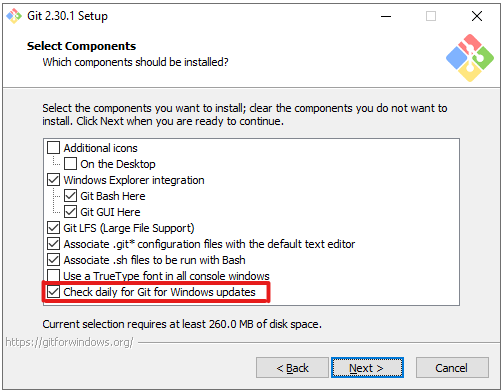 Git 2.30.1 Setup
Select Components
Which components should be installed?
Select the components you want to install; clear the components you do not want to
install. Click Next when you are ready to continue.
Additional icons
On the Desktop
Windows Explorer integration
Git Bash Here
Git GUI Here
Git LFS (Large File Support)
Associate .git* configuration files with the default text editor
Associate .sh files to be run with Bash
Use a TrueType font in all console windows
Check daily for Git for Windows updates
Current selection requires at least 260.0 MB of disk space.
https://gitforwindows.org/
< Back
Next >
Cancel